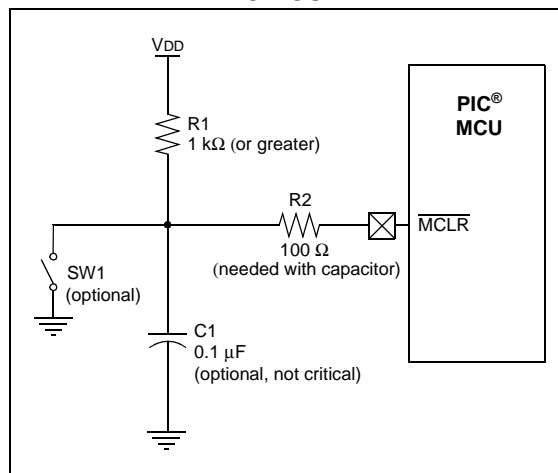 VDD
PIC®
MCU
R1
1 kΩ (or greater)
R2
MCLR
100 Ω
(needed with capacitor)
SW1
(optional)
C1
0.1 μF
(optional, not critical)